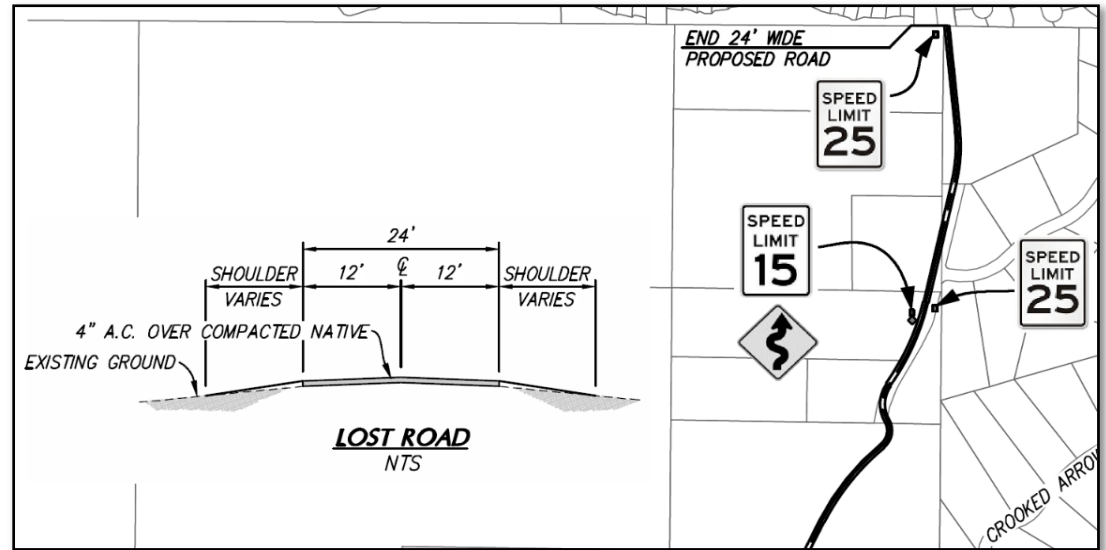 END 24' WIDE
PROPOSED ROAD
SPEED
LIMIT
25
SPEED
LIMIT
15
SPEED
LIMIT
25
24'
SHOULDER 12' ℄ 12' SHOULDER
VARIES VARIES
4" A.C. OVER COMPACTED NATIVE
EXISTING GROUND
LOST ROAD
NTS
CROOKED